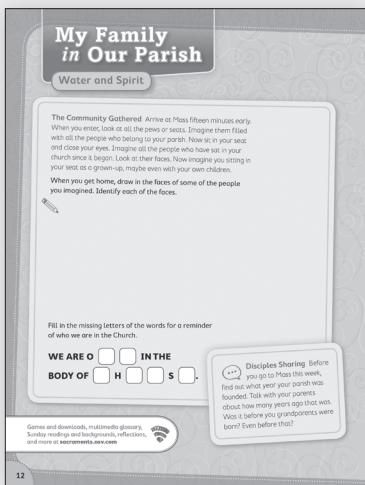 My Family
in Our Parish
Water and Spirit
The Community Gathered Arrive at Mass fifteen minutes early.
When you enter, look at all the pews or seats. Imagine them filled
with all the people who belong to your parish. Now sit in your seat
and close your eyes. Imagine all the people who have sat in your
church since it began. Look at their faces. Now imagine you sitting in
your seat as a grown-up, maybe even with your own children.
When you get home, draw in the faces of some of the people
you imagined. Identify each of the faces.
Fill in the missing letters of the words for a reminder
of who we are in the Church.
WE ARE O IN THE
BODY OF H S .
Disciples Sharing Before
you go to Mass this week,
find out what year your parish was
founded. Talk with your parents
about how many years ago that was.
Was it before you grandparents were
born? Even before that?
Games and downloads, multimedia glossary,
Sunday readings and backgrounds, reflections,
and more at sacraments.osv.com
12